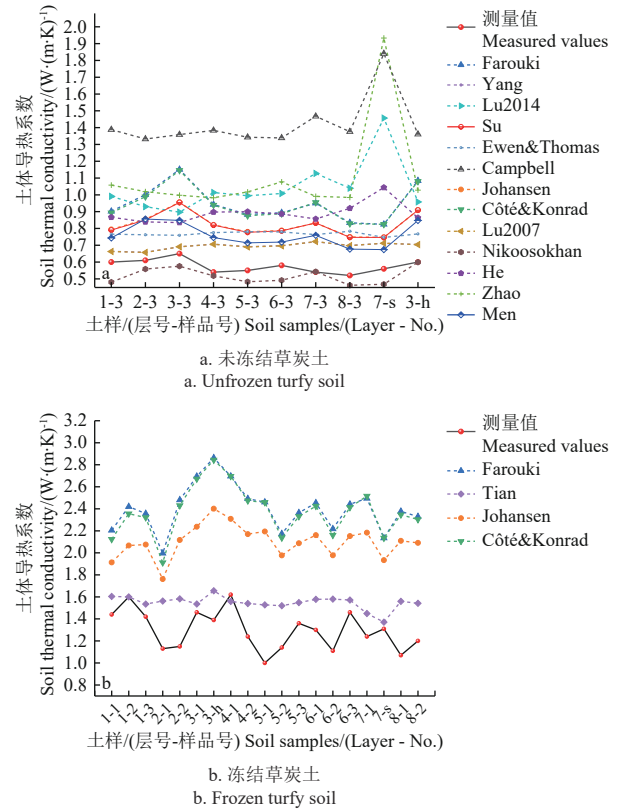 土体导热系数
Soil thermal conductivity/(W·(m·K)⁻¹)
2.0
1.9
1.8
1.7
1.6
1.5
1.4
1.3
1.2
1.1
1.0
0.9
0.8
0.7
0.6
0.5
a
1-3 2-3 3-3 4-3 5-3 6-3 7-3 8-3 7-s 3-h
土样/(层号-样品号) Soil samples/(Layer - No.)
测量值
Measured values
Farouki
Yang
Lu2014
Su
Ewen&Thomas
Campbell
Johansen
Côté&Konrad
Lu2007
Nikoosokhan
He
Zhao
Men
a. 未冻结草炭土
a. Unfrozen turfy soil
土体导热系数
Soil thermal conductivity/(W·(m·K)⁻¹)
3.2
3.0
2.8
2.6
2.4
2.2
2.0
1.8
1.6
1.4
1.2
1.0
0.8
b
1-1 1-2 1-3 2-1 2-2 3-1 3-h 4-1 4-2 5-1 5-2 5-3 6-1 6-2 6-3 7-1 7-s 8-1 8-2
土样/(层号-样品号) Soil samples/(Layer - No.)
测量值
Measured values
Farouki
Tian
Johansen
Côté&Konrad
b. 冻结草炭土
b. Frozen turfy soil